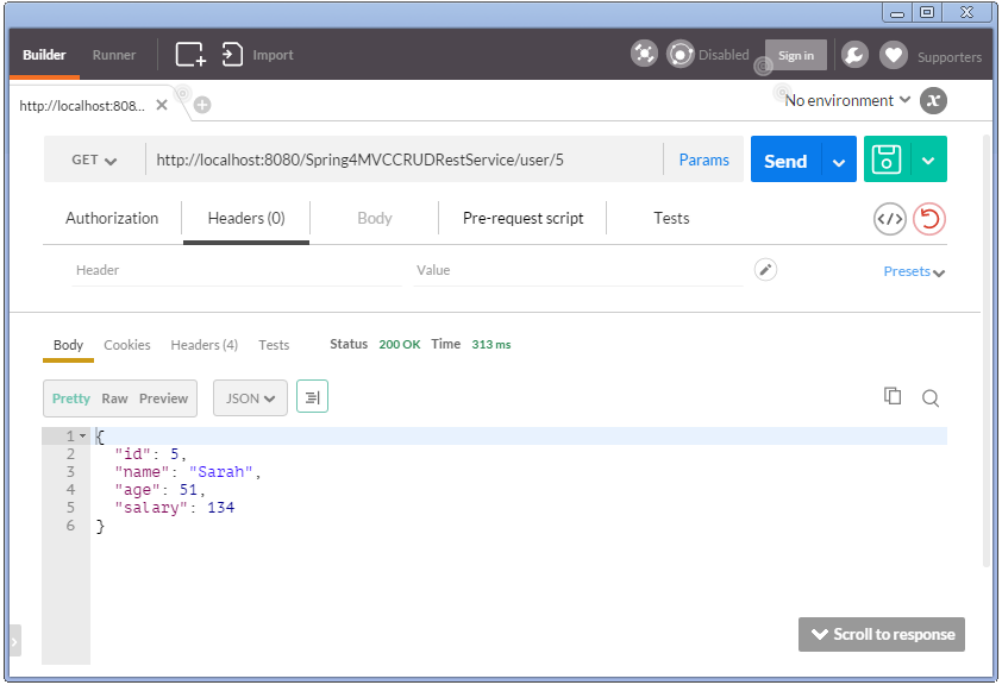 Builder Runner Import Disabled Sign in Supporters
http://localhost:808... No environment x
GET http://localhost:8080/Spring4MVCCRUDRestService/user/5 Params Send
Authorization Headers (0) Body Pre-request script Tests </>
Header Value Presets
Body Cookies Headers (4) Tests Status 200 OK Time 313 ms
Pretty Raw Preview JSON
1 {
2 "id": 5,
3 "name": "Sarah",
4 "age": 51,
5 "salary": 134
6 }
Scroll to response